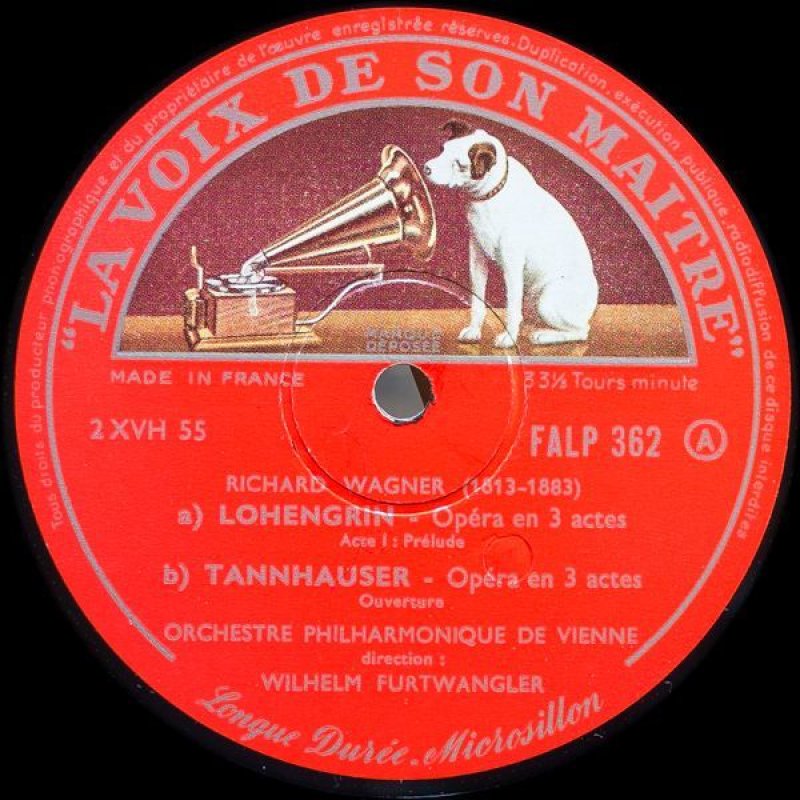 Tous droits du producteur phonographique et du propriétaire de l'œuvre enregistrée réservés. Duplication, exécution publique, radiodiffusion de ce disque interdites
"LA VOIX DE SON MAITRE"
MARQUE
DÉPOSÉE
MADE IN FRANCE
33⅓ Tours minute
2 XVH 55
FALP 362 A
RICHARD WAGNER (1813-1883)
a) LOHENGRIN - Opéra en 3 actes
Acte I : Prélude
b) TANNHAUSER - Opéra en 3 actes
Ouverture
ORCHESTRE PHILHARMONIQUE DE VIENNE
direction :
WILHELM FURTWANGLER
Longue Durée. Microsillon